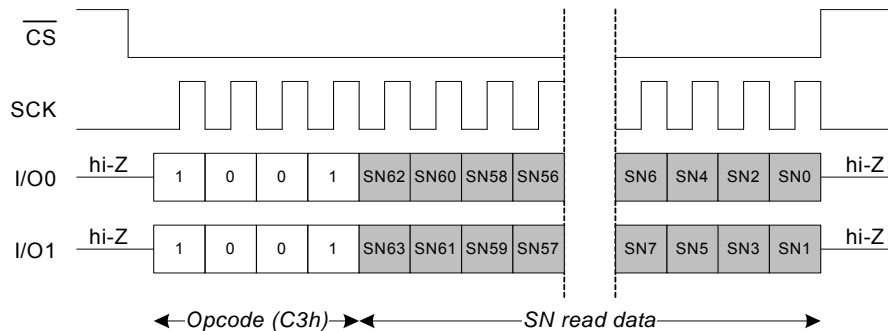 CS
SCK
I/O0 hi-Z 1 0 0 1 SN62 SN60 SN58 SN56 SN6 SN4 SN2 SN0 hi-Z
I/O1 hi-Z 1 0 0 1 SN63 SN61 SN59 SN57 SN7 SN5 SN3 SN1 hi-Z
Opcode (C3h) SN read data